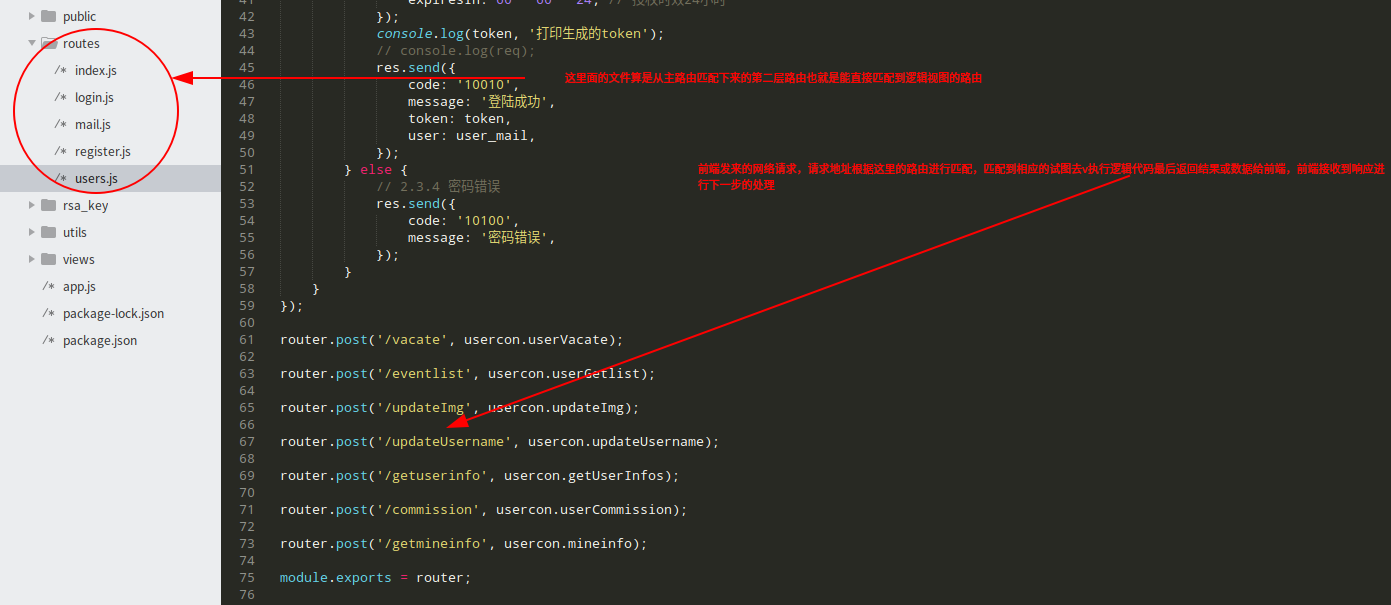 public
routes
/* index.js
/* login.js
/* mail.js
/* register.js
/* users.js
rsa_key
utils
views
/* app.js
/* package-lock.json
/* package.json
42 });
43 console.log(token, '打印生成的token');
44 // console.log(req);
45 res.send({
46 code: '10010',
47 message: '登陆成功',
48 token: token,
49 user: user_mail,
50 });
51 } else {
52 // 2.3.4 密码错误
53 res.send({
54 code: '10100',
55 message: '密码错误',
56 });
57 }
58 }
59 });
60
61 router.post('/vacate', usercon.userVacate);
62
63 router.post('/eventlist', usercon.userGetlist);
64
65 router.post('/updateImg', usercon.updateImg);
66
67 router.post('/updateUsername', usercon.updateUsername);
68
69 router.post('/getuserinfo', usercon.getUserInfos);
70
71 router.post('/commission', usercon.userCommission);
72
73 router.post('/getmineinfo', usercon.mineinfo);
74
75 module.exports = router;
76
这里面的文件算是从主路由匹配下来的第二层路由也就是能直接匹配到逻辑视图的路由
前端发来的网络请求，请求地址根据这里的路由进行匹配，匹配到相应的试图去v执行逻辑代码最后返回结果或数据给前端，前端接收到响应进
行下一步的处理